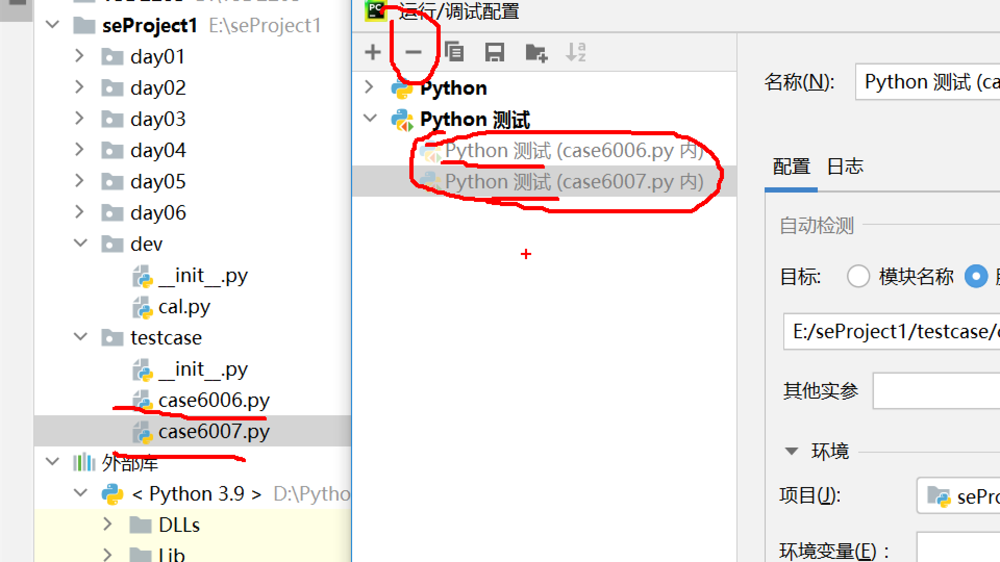 seProject1 E:\seProject1
day01
day02
day03
day04
day05
day06
dev
__init__.py
cal.py
testcase
__init__.py
case6006.py
case6007.py
外部库
< Python 3.9 > D:\Pytho
DLLs
Lib
PC
运行/调试配置
Python
Python 测试
Python 测试 (case6006.py 内)
Python 测试 (case6007.py 内)
名称(N): Python 测试 (ca
配置 日志
自动检测
目标: 模块名称
E:/seProject1/testcase/c
其他实参
环境
项目(J): sePro
环境变量(E) :